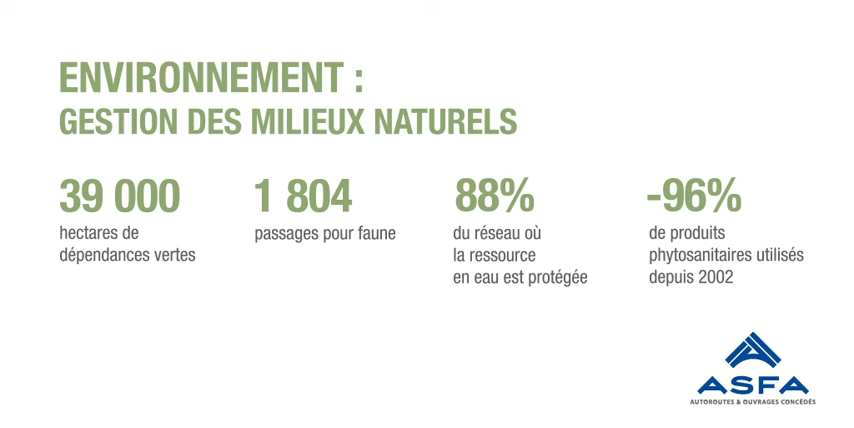 ENVIRONNEMENT :
GESTION DES MILIEUX NATURELS
39 000
hectares de
dépendances vertes
1 804
passages pour faune
88%
du réseau où
la ressource
en eau est protégée
-96%
de produits
phytosanitaires utilisés
depuis 2002
ASFA
AUTOROUTES & OUVRAGES CONCÉDÉS